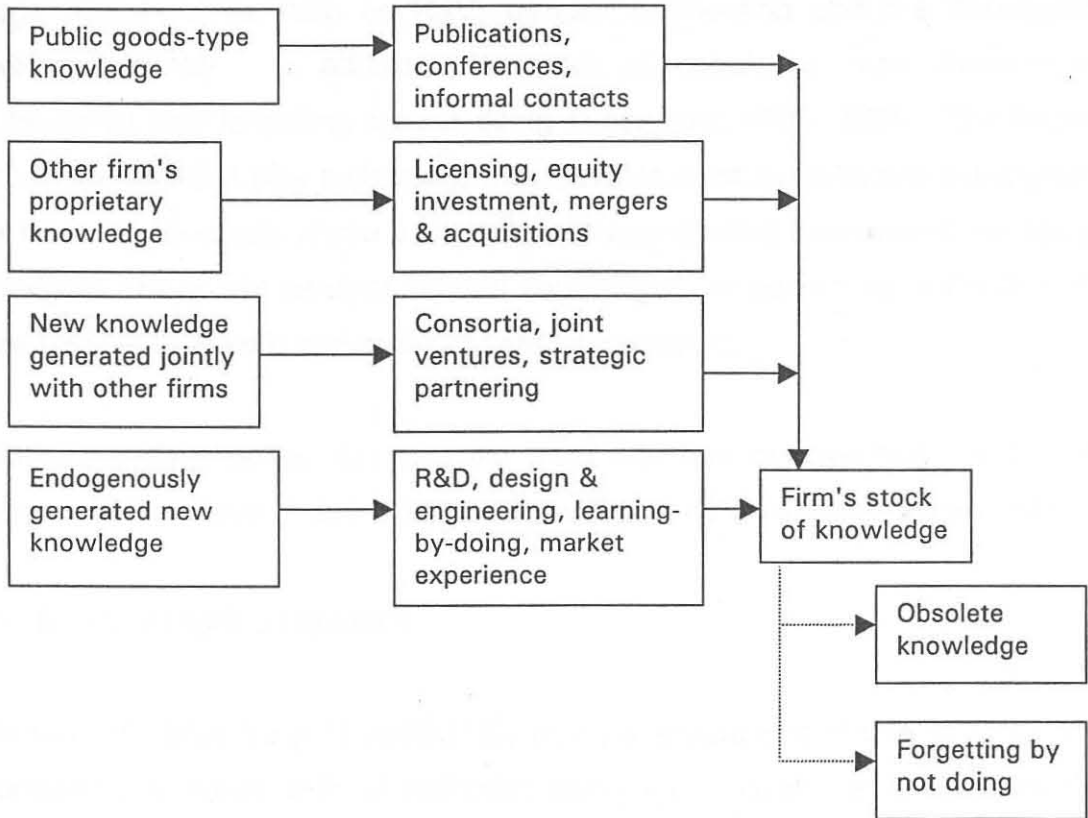 Public goods-type
knowledge
Publications,
conferences,
informal contacts
Other firm's
proprietary
knowledge
Licensing, equity
investment, mergers
& acquisitions
New knowledge
generated jointly
with other firms
Consortia, joint
ventures, strategic
partnering
Endogenously
generated new
knowledge
R&D, design &
engineering, learning-
by-doing, market
experience
Firm's stock
of knowledge
Obsolete
knowledge
Forgetting by
not doing